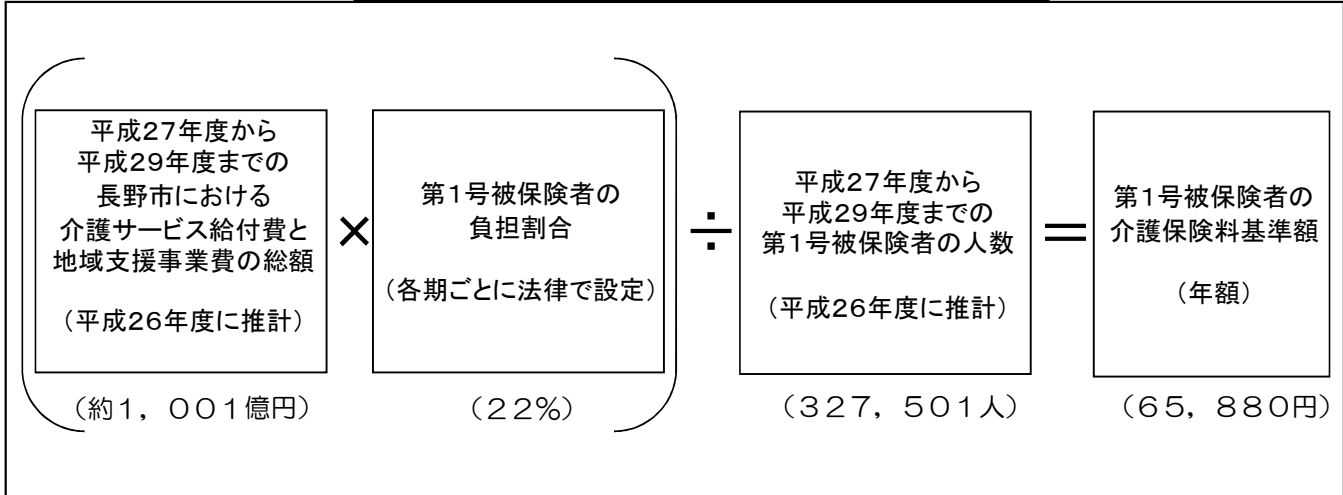 平成27年度から
平成29年度までの
長野市における
介護サービス給付費と
地域支援事業費の総額
（平成26年度に推計）
（約1，001億円）
×
第1号被保険者の
負担割合
（各期ごとに法律で設定）
（22%）
÷
平成27年度から
平成29年度までの
第1号被保険者の人数
（平成26年度に推計）
（327，501人）
＝
第1号被保険者の
介護保険料基準額
（年額）
（65，880円）